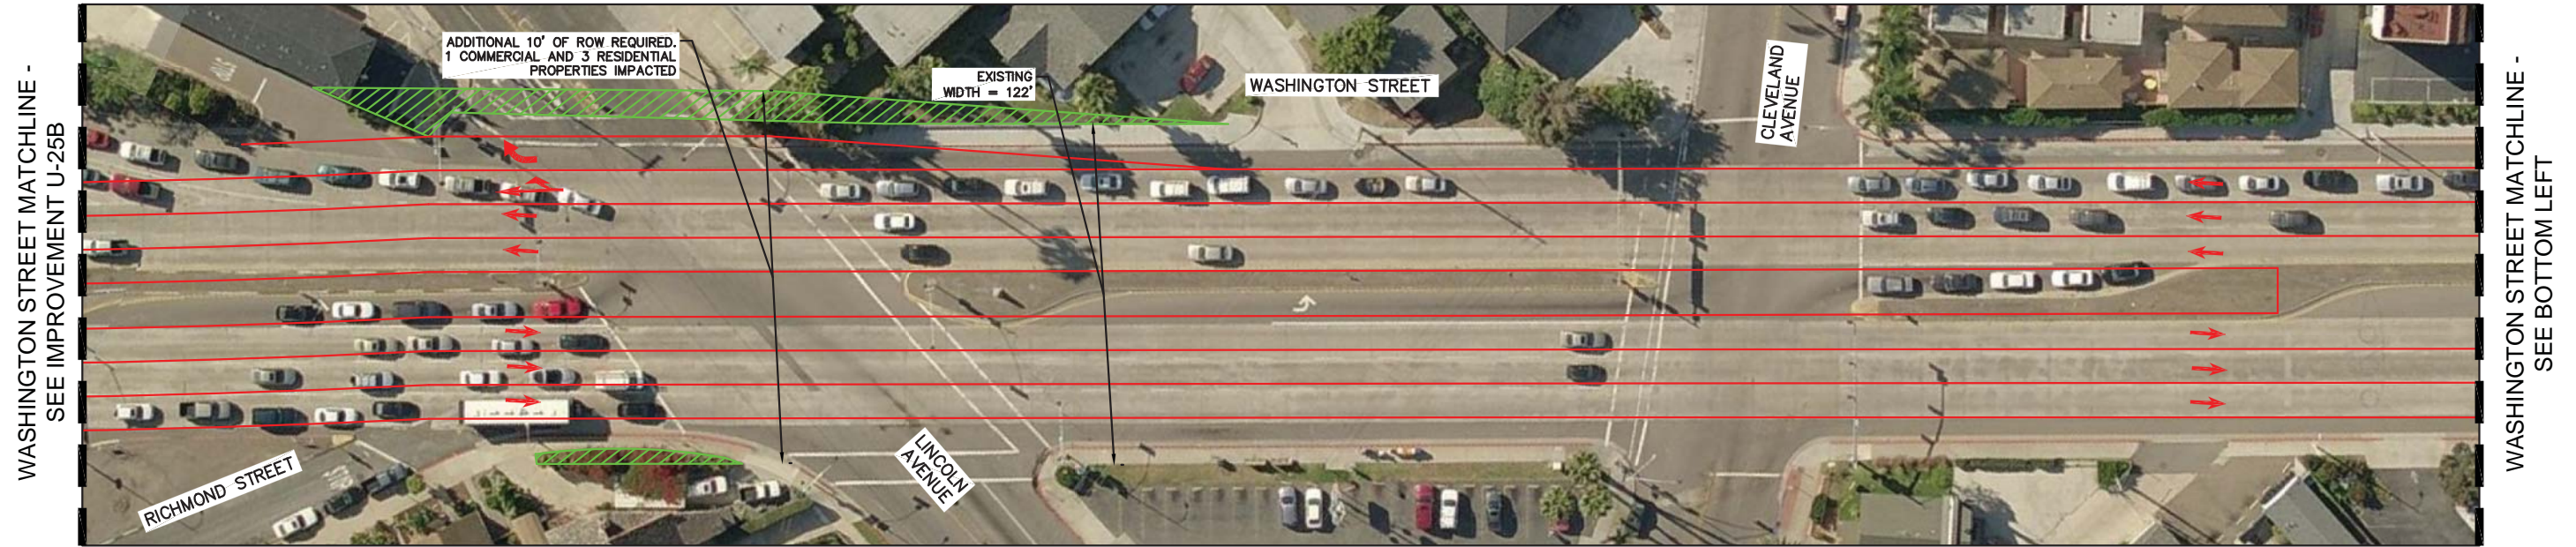 WASHINGTON STREET MATCHLINE -
SEE IMPROVEMENT U-25B
ADDITIONAL 10' OF ROW REQUIRED.
1 COMMERCIAL AND 3 RESIDENTIAL
PROPERTIES IMPACTED
EXISTING
WIDTH = 122'
WASHINGTON STREET
CLEVELAND
AVENUE
RICHMOND STREET
LINCOLN
AVENUE
WASHINGTON STREET MATCHLINE -
SEE BOTTOM LEFT